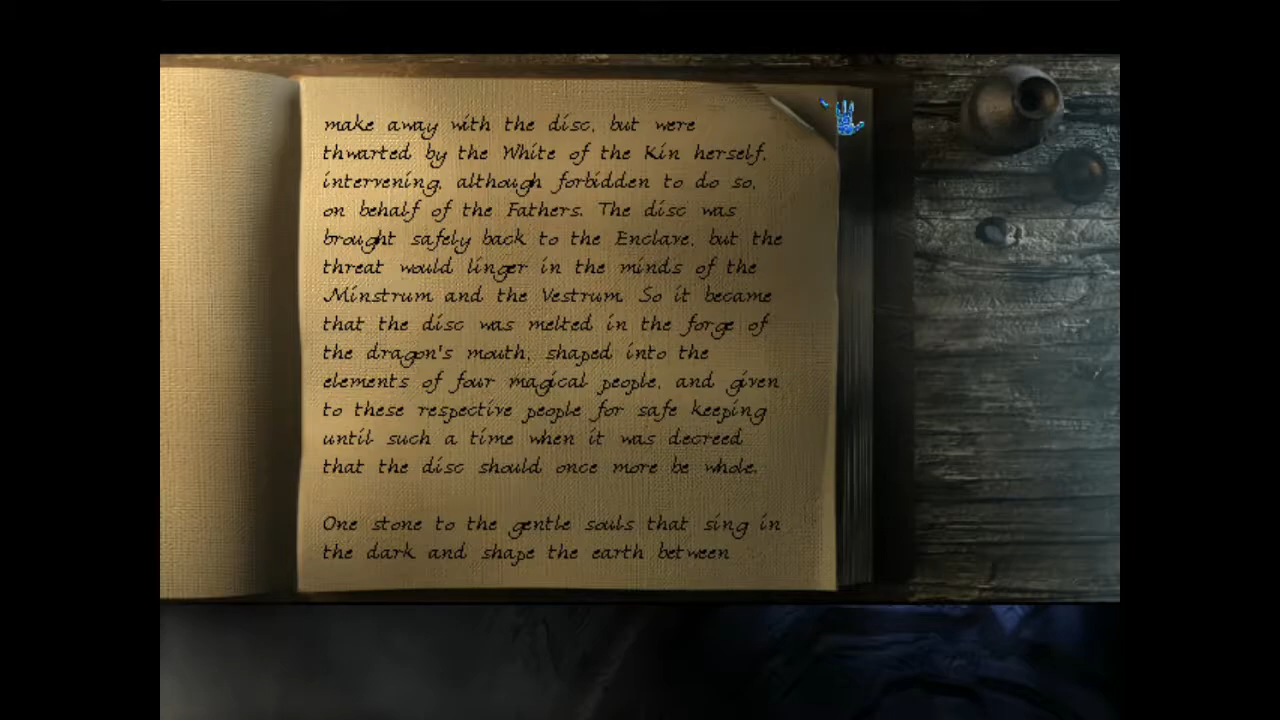 make away with the disc, but were
thwarted by the White of the Kin herself,
intervening, although forbidden to do so,
on behalf of the Fathers. The disc was
brought safely back to the Enclave, but the
threat would linger in the minds of the
Minstrum and the Vestrum. So it became
that the disc was melted in the forge of
the dragon's mouth, shaped into the
elements of four magical people, and given
to these respective people for safe keeping
until such a time when it was decreed
that the disc should once more be whole.
One stone to the gentle souls that sing in
the dark and shape the earth between